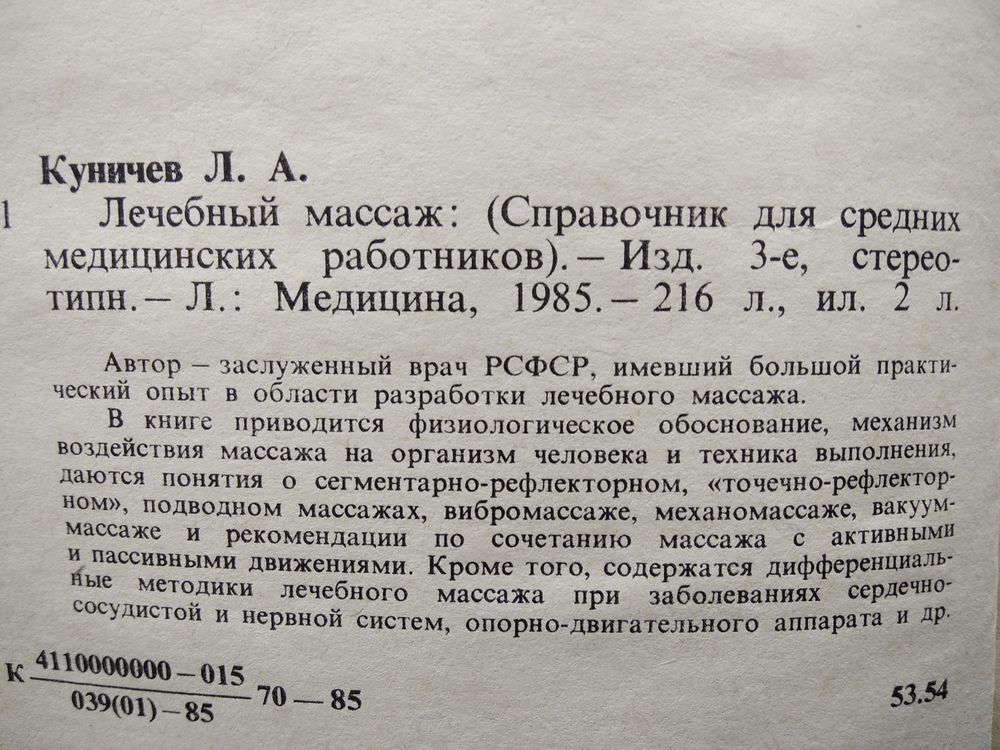 Куничев Л. А.
1 Лечебный массаж: (Справочник для средних
медицинских работников).— Изд. 3-е, стерео-
типн.— Л.: Медицина, 1985.— 216 л., ил. 2 л.
Автор — заслуженный врач РСФСР, имевший большой практи-
ческий опыт в области разработки лечебного массажа.
В книге приводится физиологическое обоснование, механизм
воздействия массажа на организм человека и техника выполнения,
даются понятия о сегментарно-рефлекторном, «точечно-рефлектор-
ном», подводном массажах, вибромассаже, механомассаже, вакуум-
массаже и рекомендации по сочетанию массажа с активными
и пассивными движениями. Кроме того, содержатся дифференциаль-
ные методики лечебного массажа при заболеваниях сердечно-
сосудистой и нервной систем, опорно-двигательного аппарата и др.
4110000000—015
К 70—85
039(01)—85
53.54